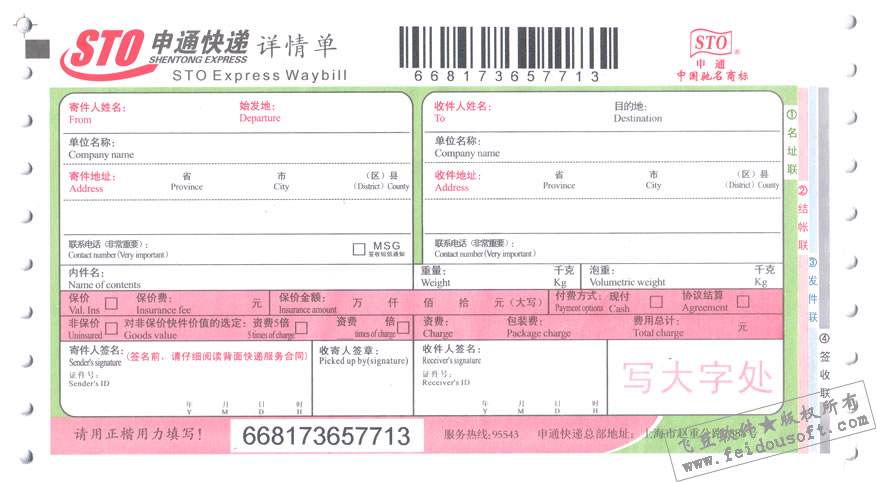 STO 申通快递 详情单
SHENTONG EXPRESS
STO Express Waybill
668173657713
STO ®
申通
中国驰名商标
寄件人姓名: 始发地: 收件人姓名: 目的地:
From Departure To Destination
单位名称: 单位名称:
Company name Company name
寄件地址: 省 市 (区)县 收件地址: 省 市 (区)县
Address Province City (District) County Address Province City (District) County
联系电话(非常重要): MSG 联系电话(非常重要):
Contact number(Very important) 签收短信通知 Contact number(Very important)
内件名: 重量: 千克 泡重: 千克
Name of contents Weight Kg Volumetric weight Kg
保价 保价费: 元 保价金额: 万 仟 佰 拾 元(大写) 付费方式: 现付 协议结算
Val. Ins Insurance fee Insurance amount Payment options Cash Agreement
非保价 对非保价快件价值的选定: 资费5倍 资费 倍 资费: 包装费: 费用总计: 元
Uninsured Goods value 5 times of charge times of charge Charge Package charge Total charge
寄件人签名: (签名前,请仔细阅读背面快递服务合同) 收寄人签章: 收件人签名:
Sender's signature Picked up by(signature) Receiver's signature
证件号: 证件号:
Sender's ID Receiver's ID
写大字处
年 月 日 时 年 月 日 时
Y M D H Y M D H
①名址联
②结帐联
③发件联
④签收联
请用正楷用力填写! 668173657713 服务热线:95543 申通快递总部地址: 上海市赵重公路
飞豆软件★版权所有
www.feidousoft.com